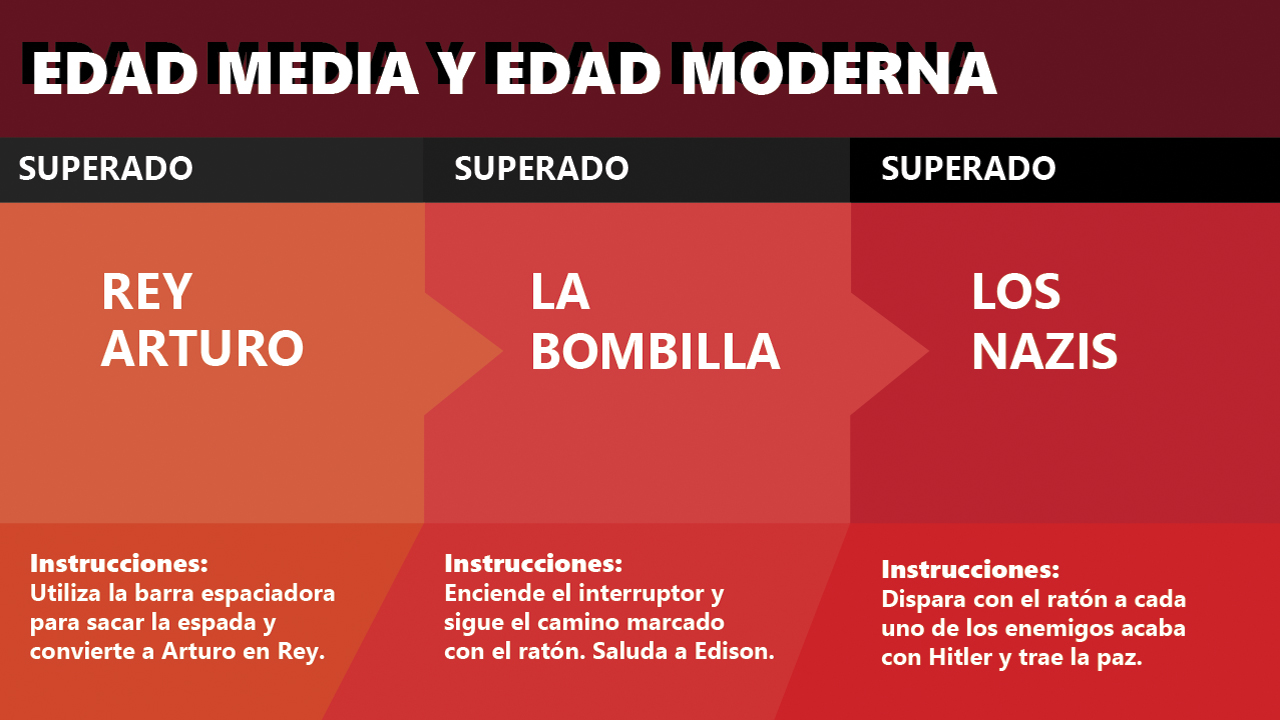 EDAD MEDIA Y EDAD MODERNA
SUPERADO
SUPERADO
SUPERADO
REY
ARTURO
LA
BOMBILLA
LOS
NAZIS
Instrucciones:
Utiliza la barra espaciadora
para sacar la espada y
convierte a Arturo en Rey.
Instrucciones:
Enciende el interruptor y
sigue el camino marcado
con el ratón. Saluda a Edison.
Instrucciones:
Dispara con el ratón a cada
uno de los enemigos acaba
con Hitler y trae la paz.